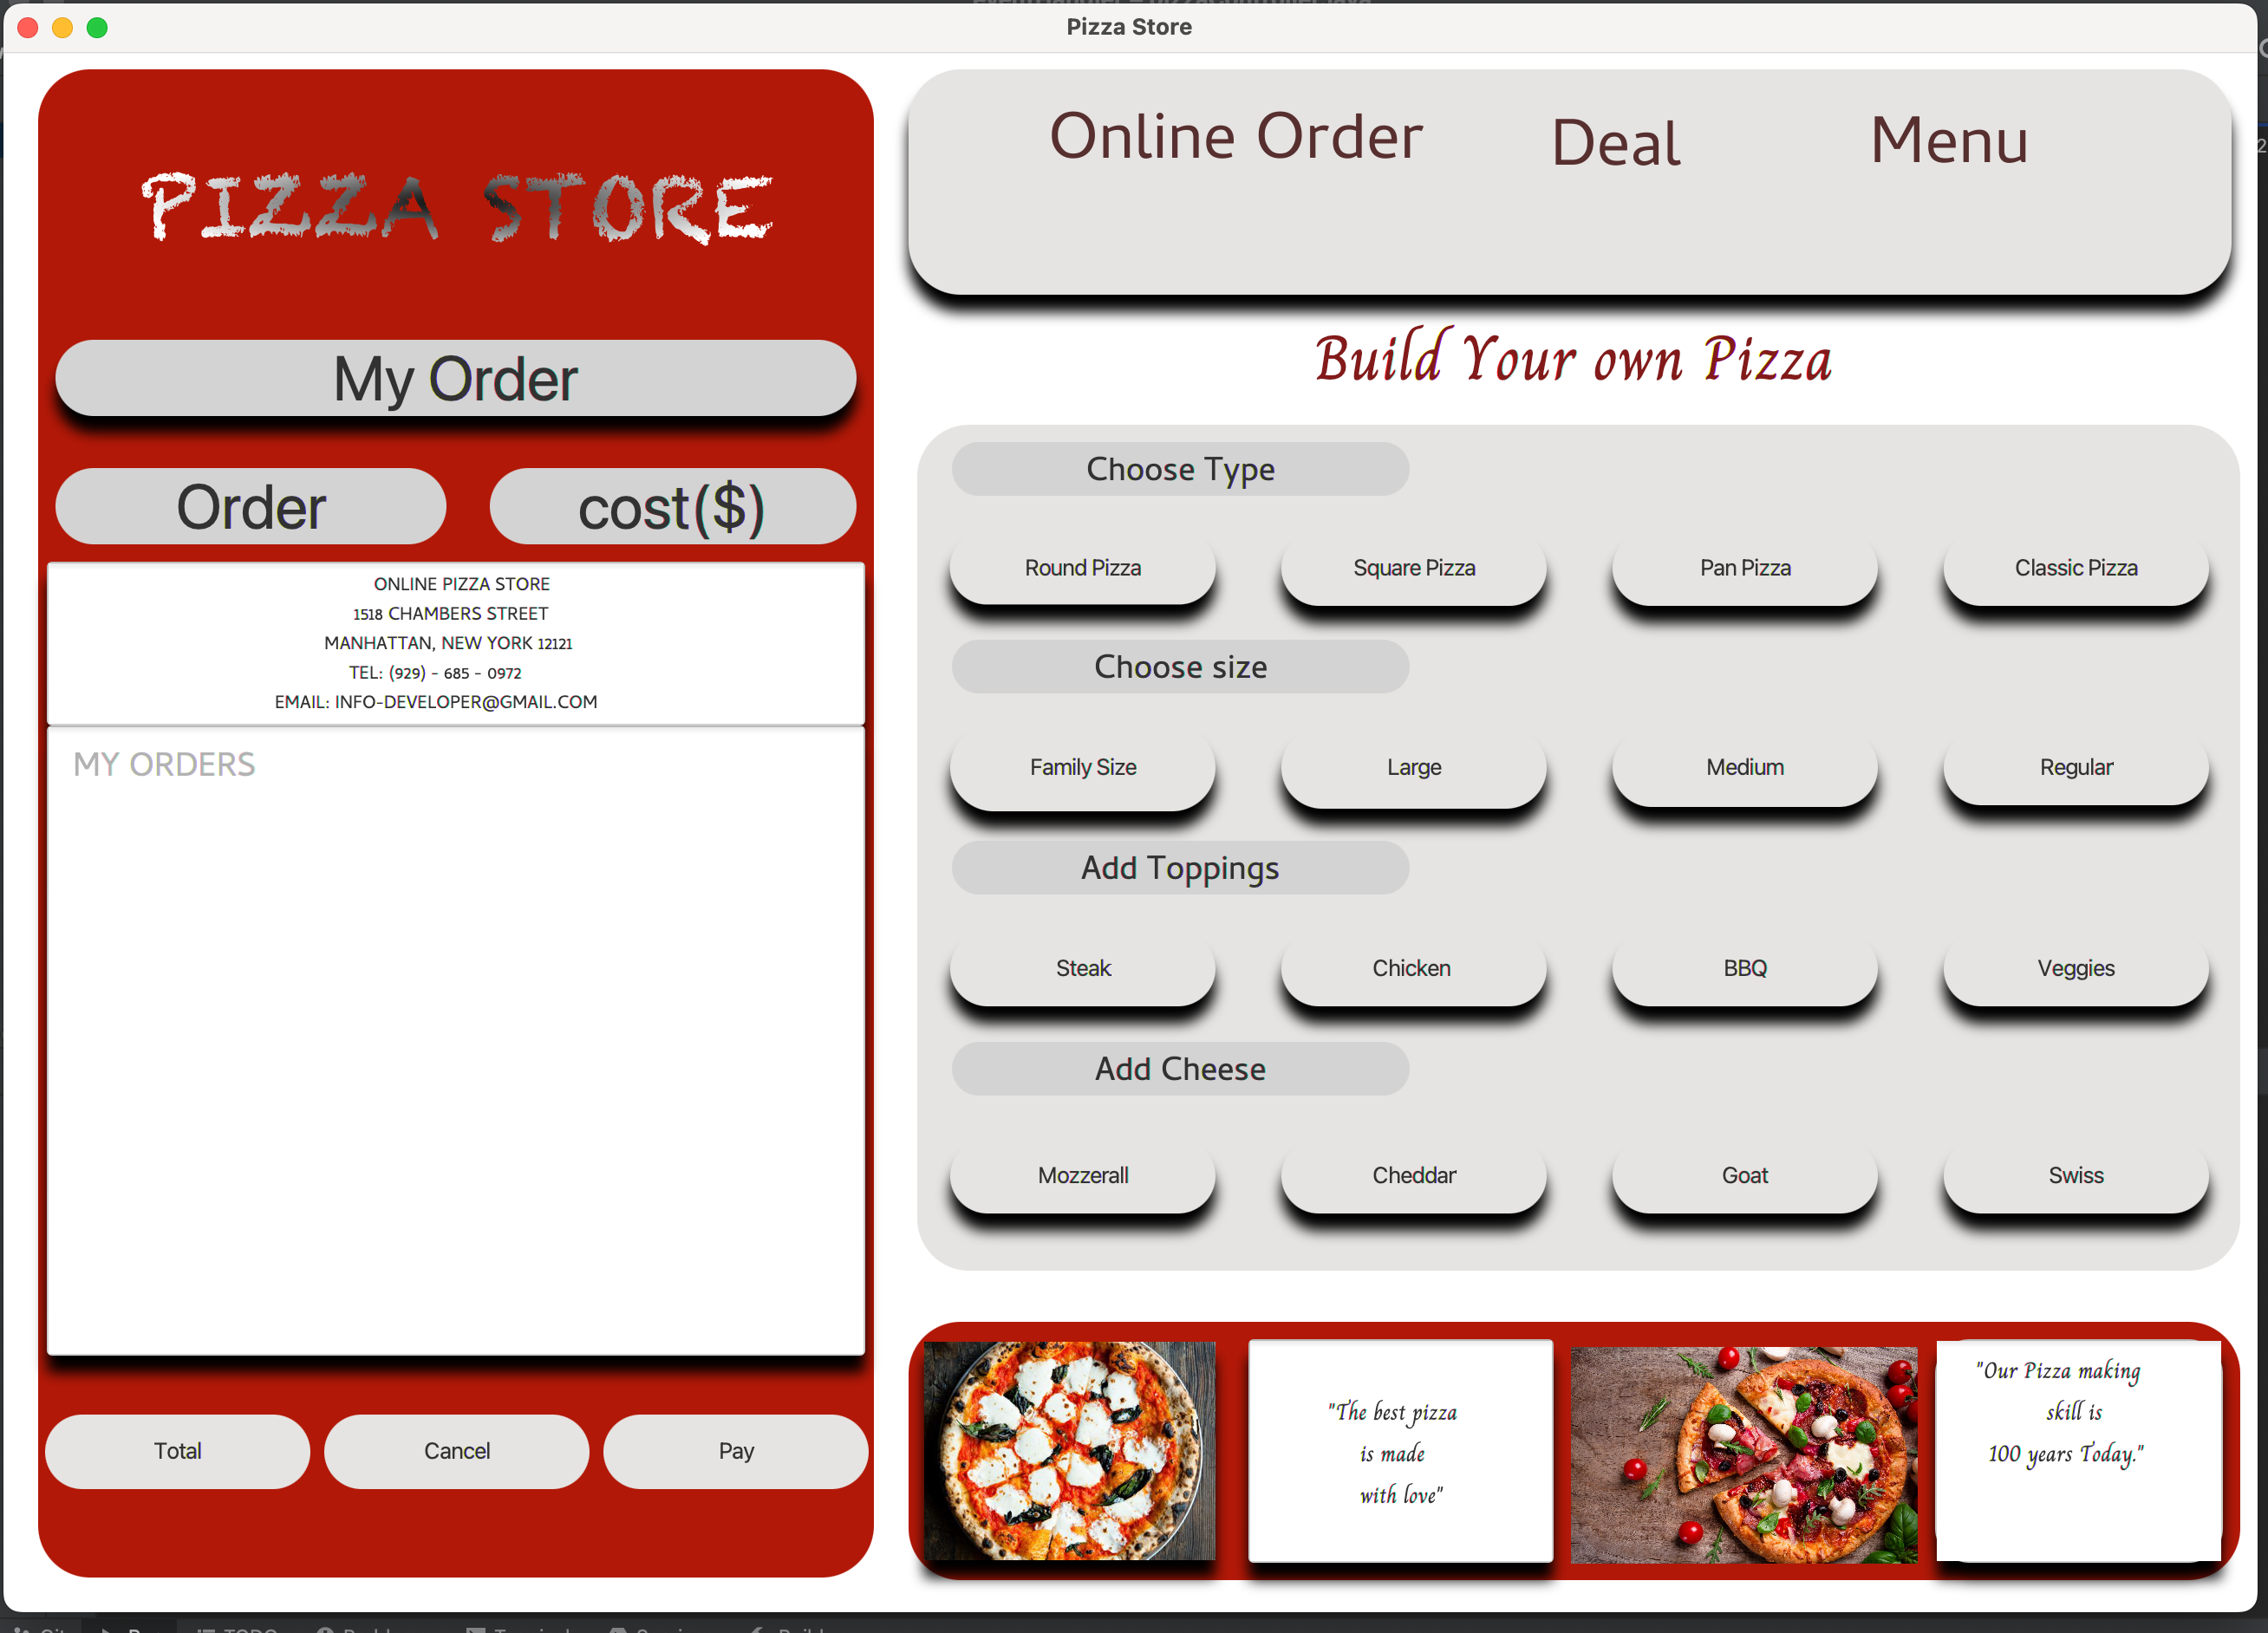 Pizza Store
PIZZA STORE
My Order
Order cost($)
ONLINE PIZZA STORE
1518 CHAMBERS STREET
MANHATTAN, NEW YORK 12121
TEL: (929) - 685 - 0972
EMAIL: INFO-DEVELOPER@GMAIL.COM
MY ORDERS
Total Cancel Pay
Online Order Deal Menu
Build Your own Pizza
Choose Type
Round Pizza Square Pizza Pan Pizza Classic Pizza
Choose size
Family Size Large Medium Regular
Add Toppings
Steak Chicken BBQ Veggies
Add Cheese
Mozzerall Cheddar Goat Swiss
"The best pizza
is made
with love"
"Our Pizza making
skill is
100 years Today."